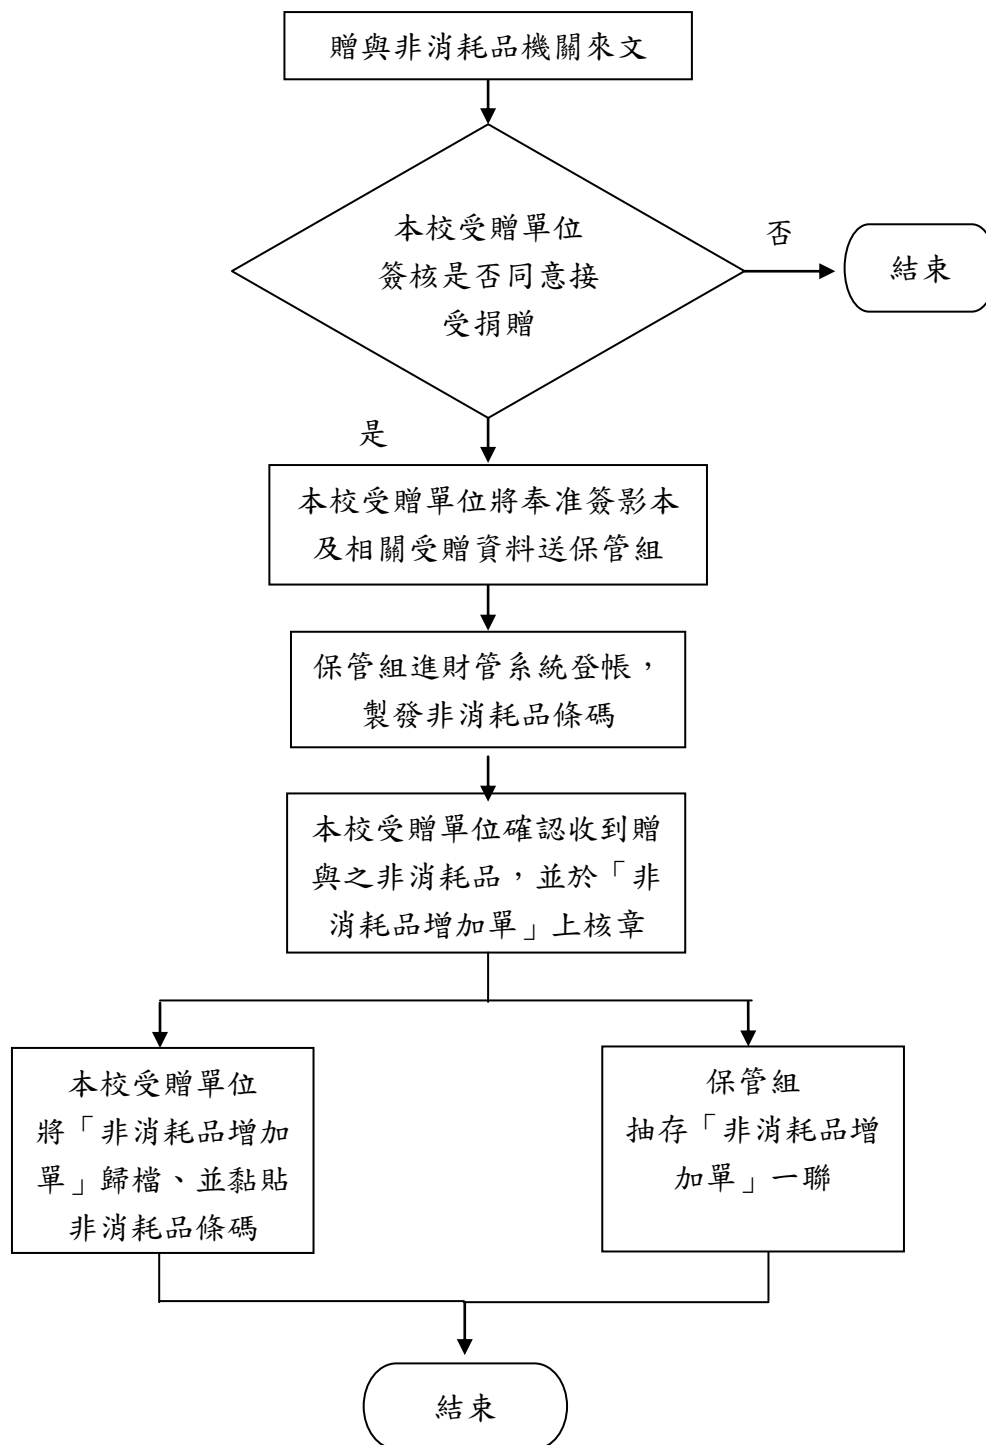 贈與非消耗品機關來文
本校受贈單位
簽核是否同意接
受捐贈
否
結束
是
本校受贈單位將奉准簽影本
及相關受贈資料送保管組
保管組進財管系統登帳，
製發非消耗品條碼
本校受贈單位確認收到贈
與之非消耗品，並於「非
消耗品增加單」上核章
本校受贈單位
將「非消耗品增加
單」歸檔、並黏貼
非消耗品條碼
保管組
抽存「非消耗品增
加單」一聯
結束